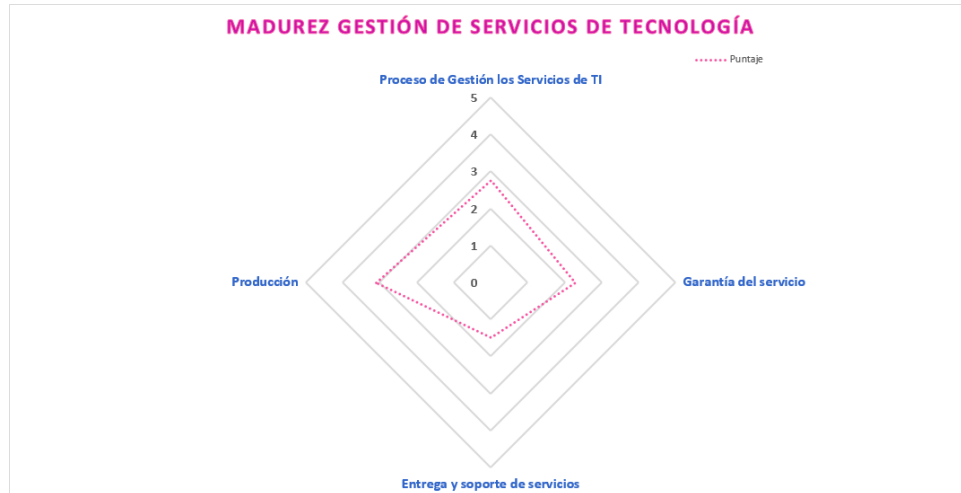 MADUREZ GESTIÓN DE SERVICIOS DE TECNOLOGÍA
Puntaje
Proceso de Gestión los Servicios de TI
5
4
3
2
1
0
Producción
Garantía del servicio
Entrega y soporte de servicios